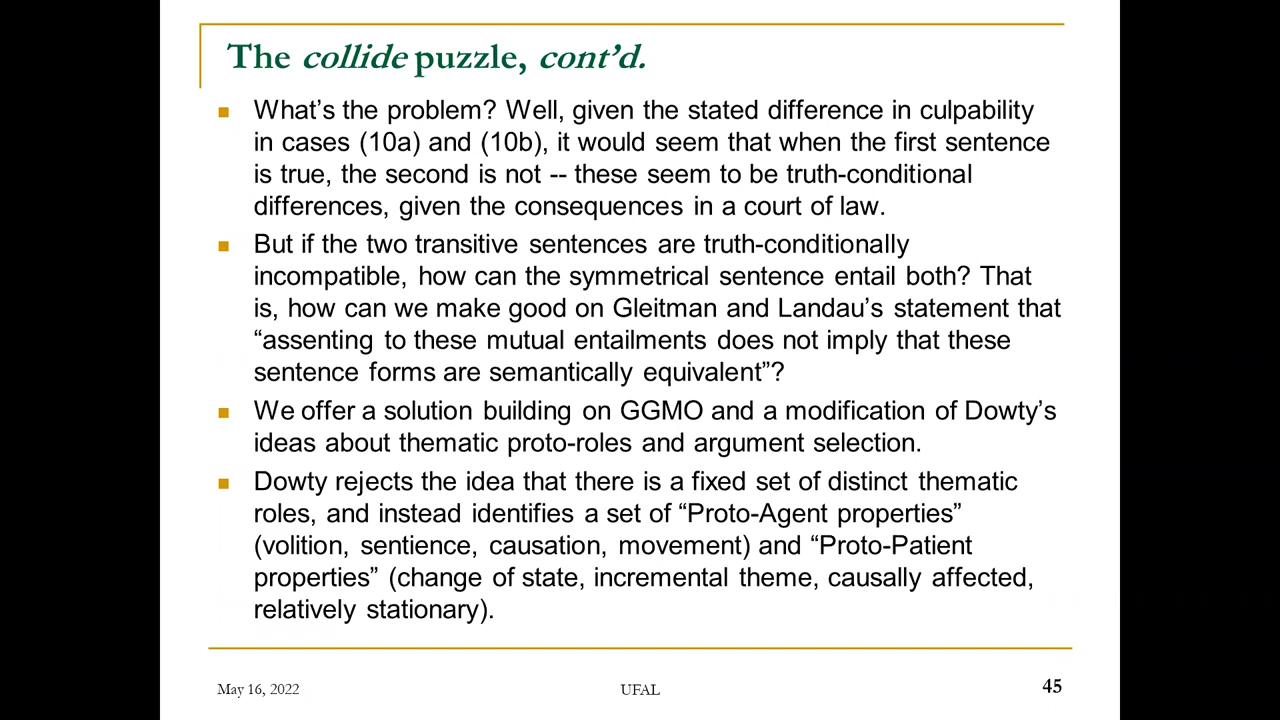 The collide puzzle, cont’d.
What’s the problem? Well, given the stated difference in culpability
in cases (10a) and (10b), it would seem that when the first sentence
is true, the second is not -- these seem to be truth-conditional
differences, given the consequences in a court of law.
But if the two transitive sentences are truth-conditionally
incompatible, how can the symmetrical sentence entail both? That
is, how can we make good on Gleitman and Landau’s statement that
“assenting to these mutual entailments does not imply that these
sentence forms are semantically equivalent”?
We offer a solution building on GGMO and a modification of Dowty’s
ideas about thematic proto-roles and argument selection.
Dowty rejects the idea that there is a fixed set of distinct thematic
roles, and instead identifies a set of “Proto-Agent properties”
(volition, sentience, causation, movement) and “Proto-Patient
properties” (change of state, incremental theme, causally affected,
relatively stationary).
May 16, 2022
UFAL
45